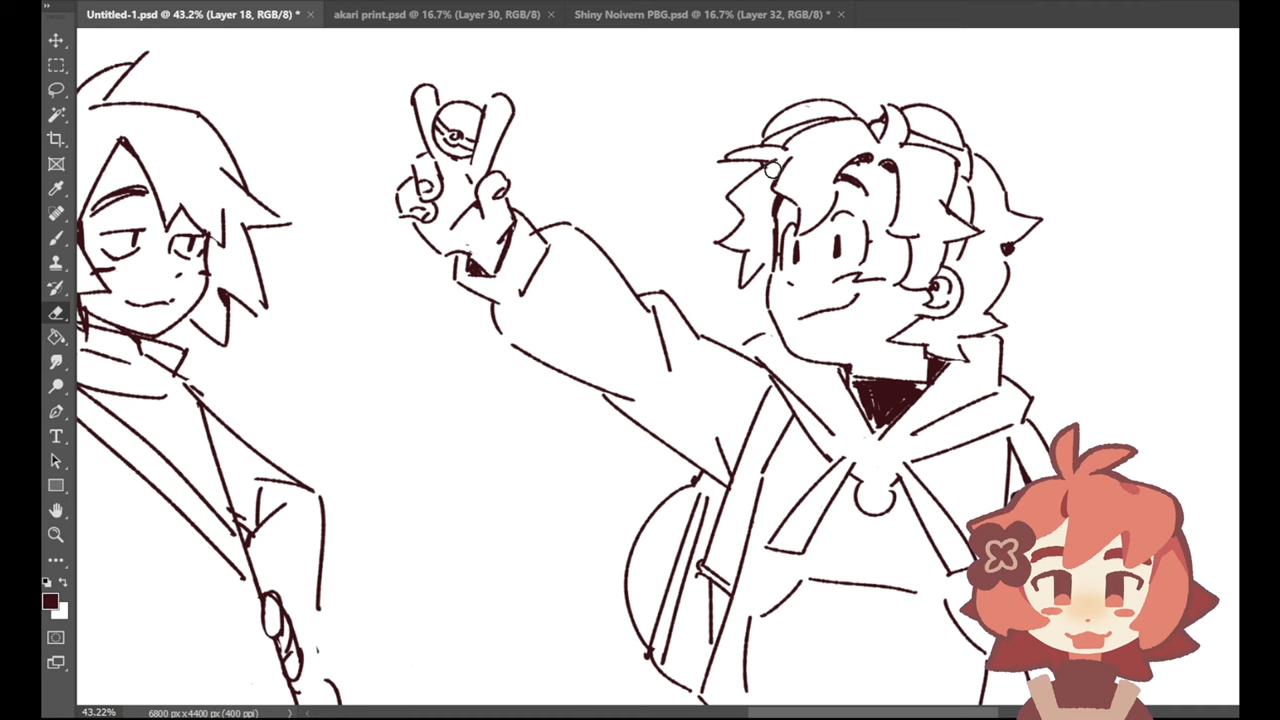 Untitled-1.psd @ 43.2% (Layer 18, RGB/8) * akari print.psd @ 16.7% (Layer 30, RGB/8) Shiny Noivern PBG.psd @ 16.7% (Layer 32, RGB/8) *
43.22% 6800 px x 4400 px (400 ppi)